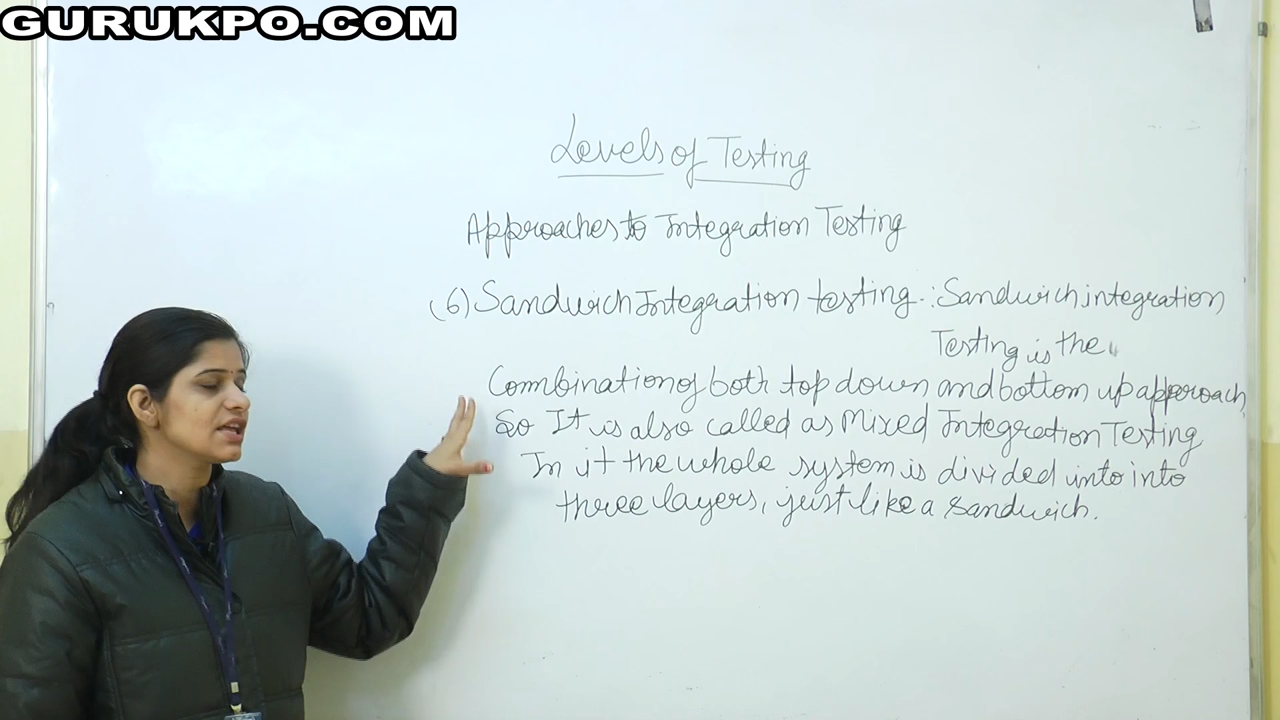 GURUKPO.COM
Levels of Testing
Approaches to Integration Testing
(6) Sandwich Integration testing :- Sandwich integration
Testing is the
Combination of both top down and bottom up approach
So It is also called as Mixed Integration Testing
In it the whole system is divided into into
three layers, just like a sandwich.